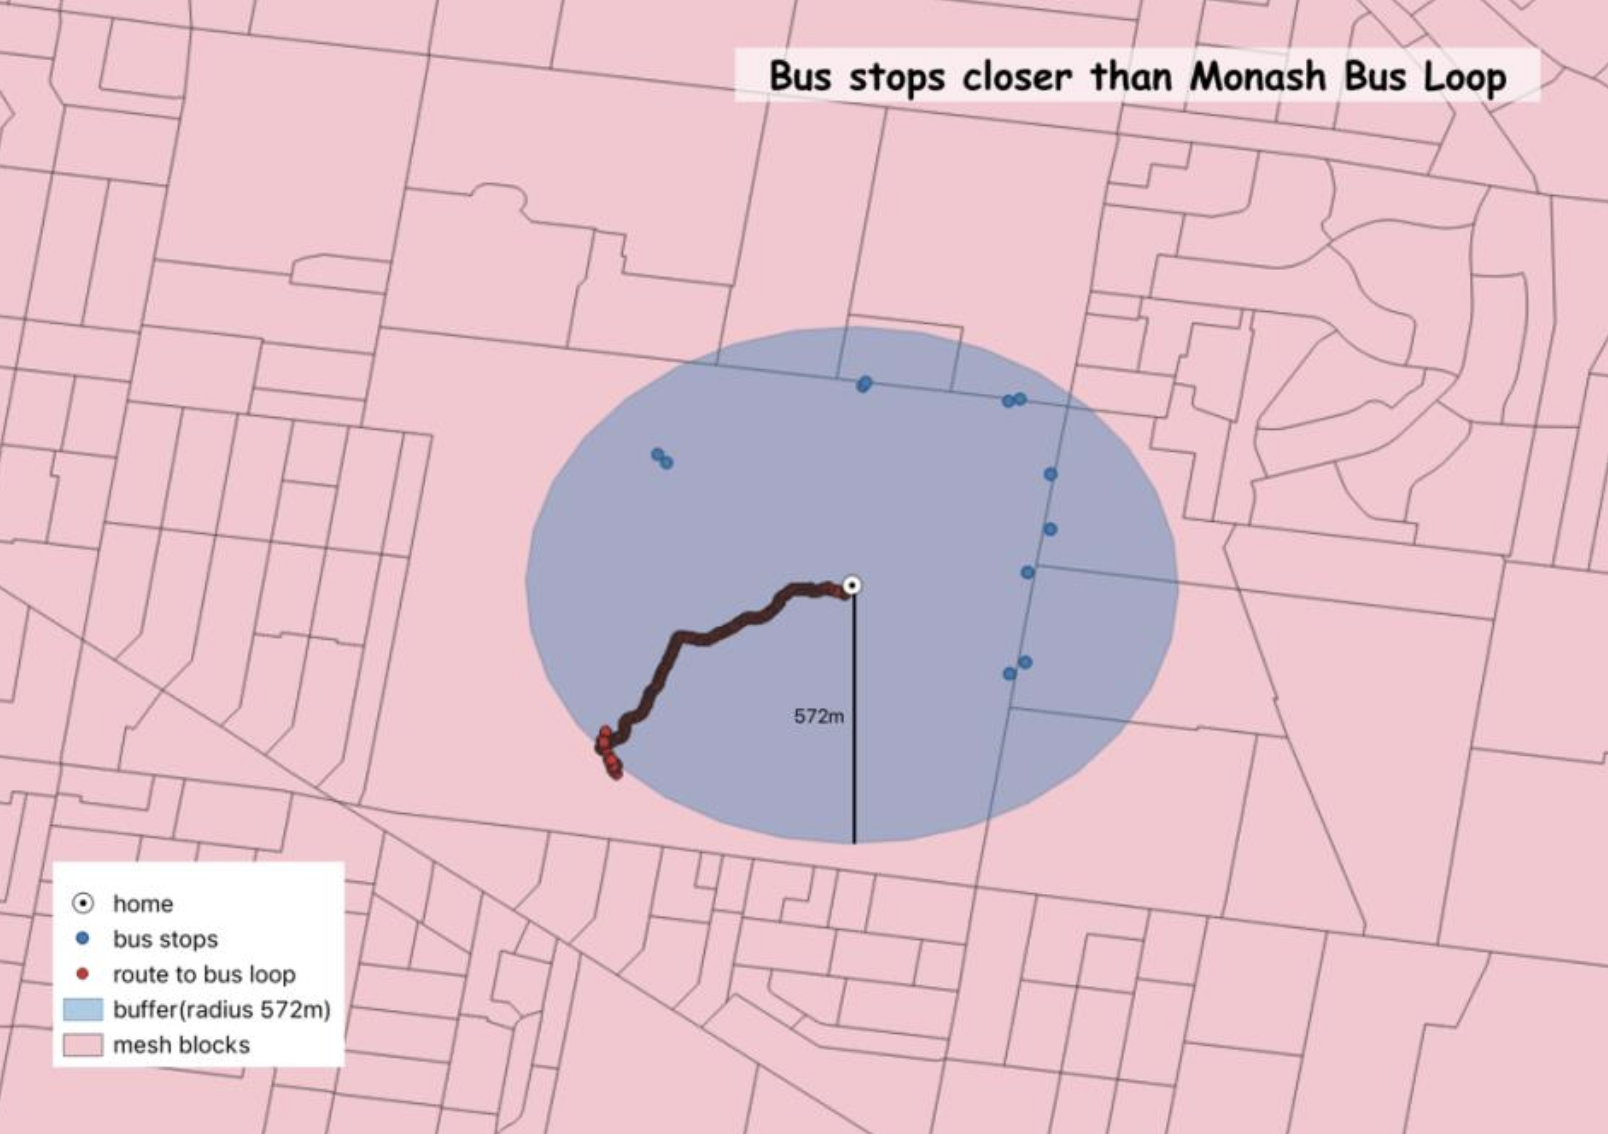 Bus stops closer than Monash Bus Loop
572m
home
bus stops
route to bus loop
buffer(radius 572m)
mesh blocks